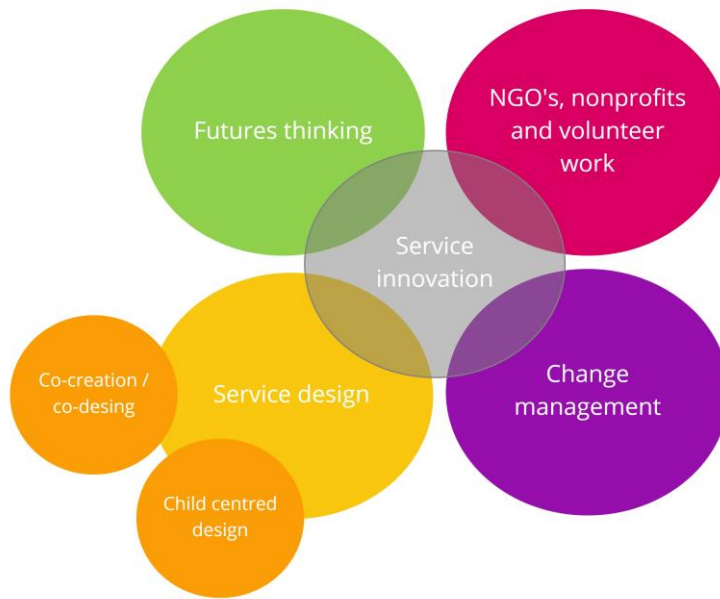 Futures thinking
NGO's, nonprofits
and volunteer
work
Service
innovation
Co-creation /
co-desing
Service design
Change
management
Child centred
design